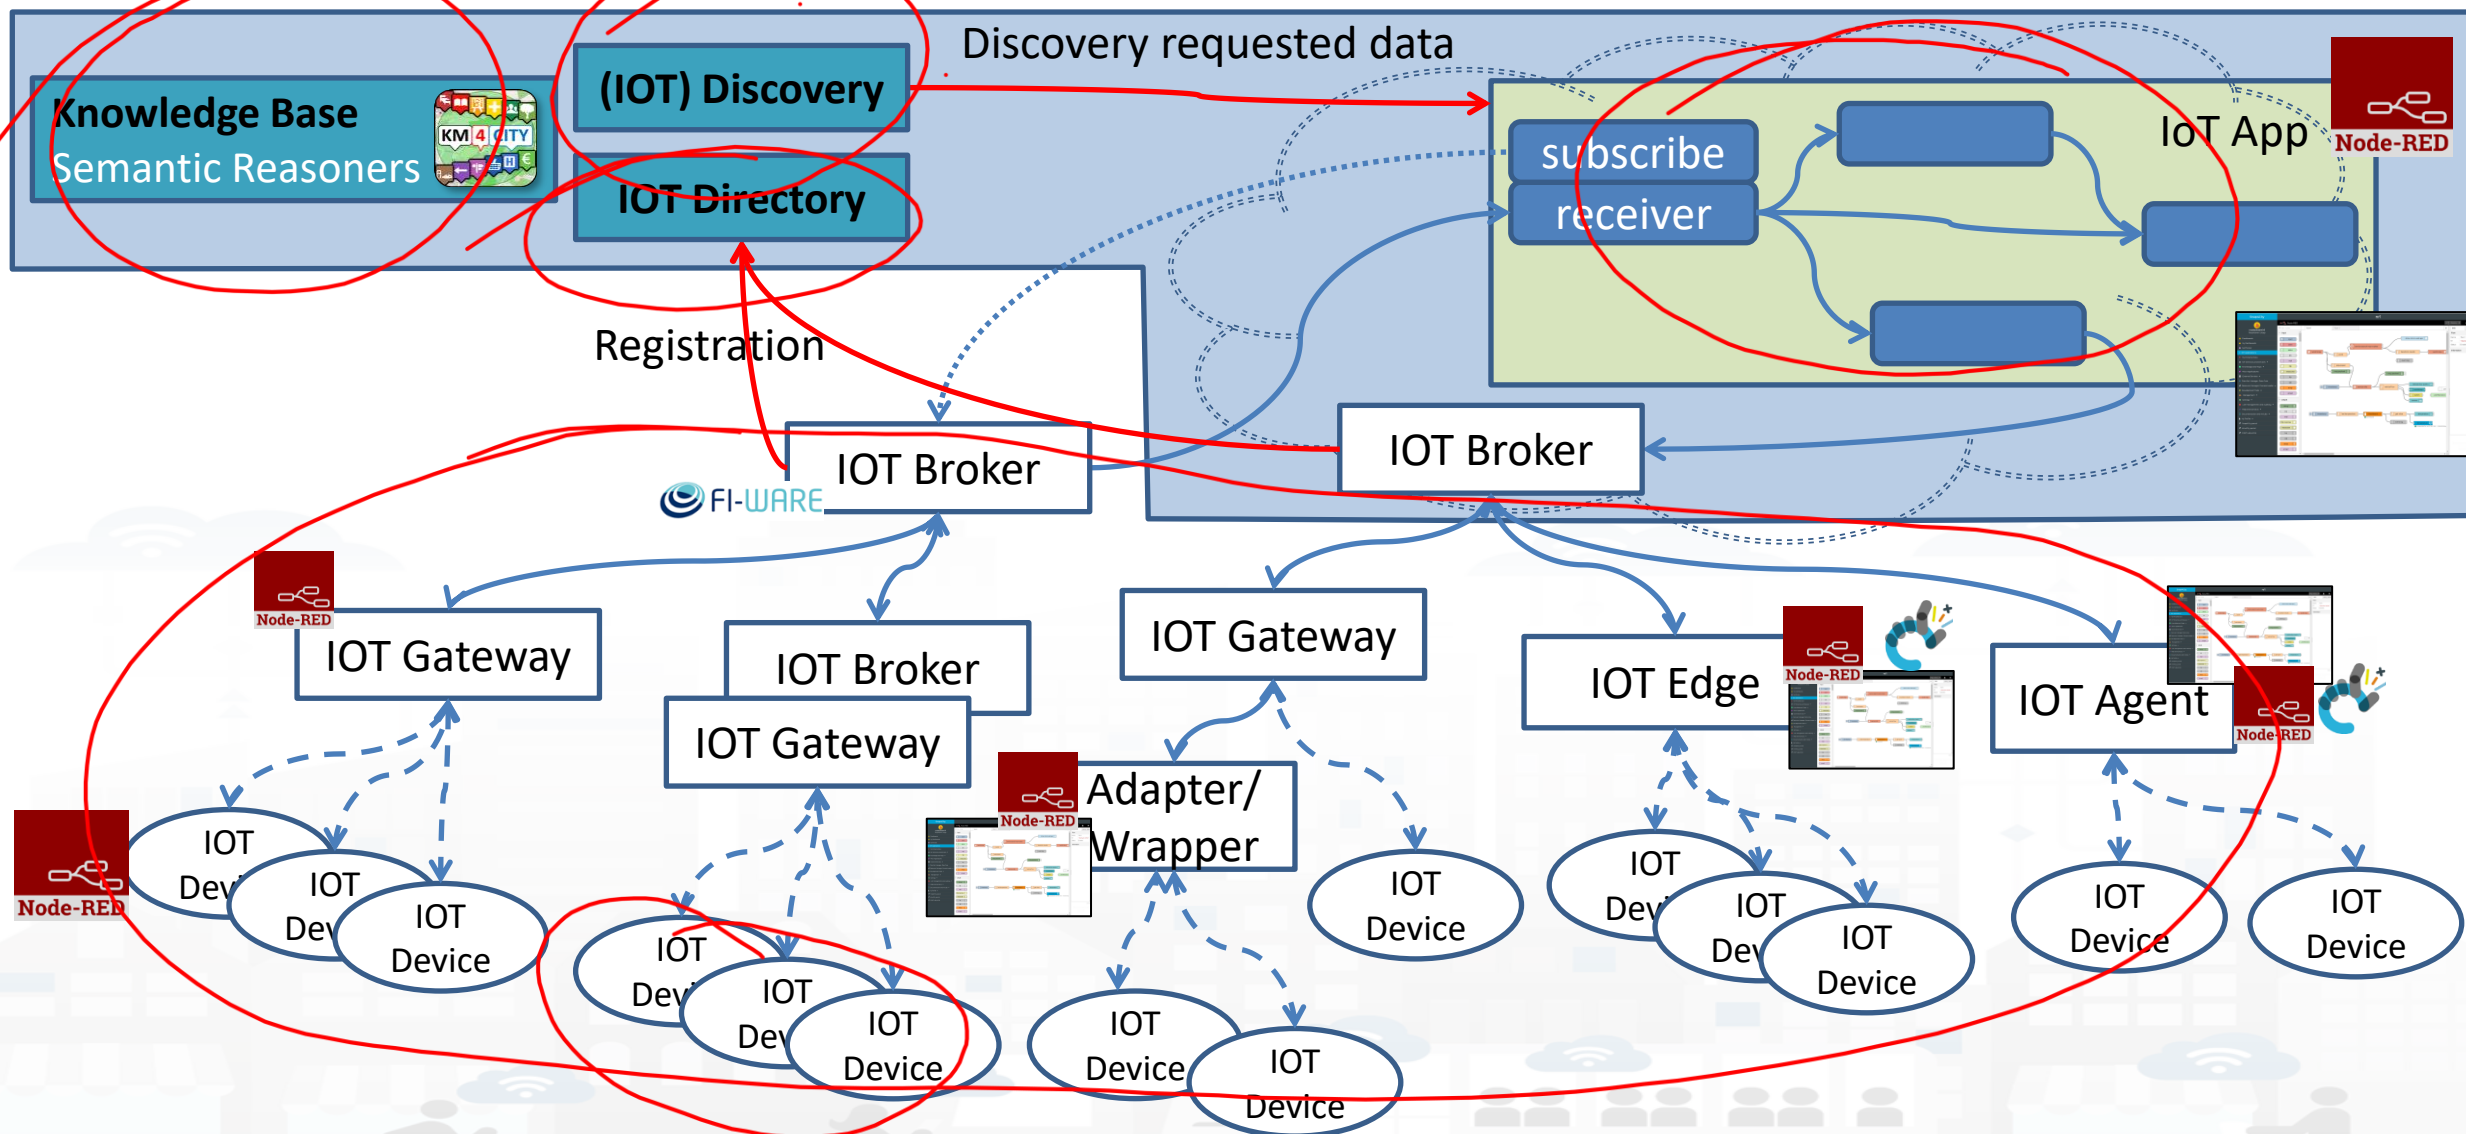 Discovery requested data
(IOT) Discovery
Knowledge Base
Semantic Reasoners
KM 4 CITY
IOT Directory
IoT App
Node-RED
subscribe
receiver
Registration
IOT Broker
FI-WARE
IOT Broker
Node-RED
IOT Gateway
IOT Broker
IOT Gateway
IOT Gateway
Node-RED
IOT Edge
IOT Agent
Node-RED
Node-RED
Adapter/
Wrapper
Node-RED
IOT
Dev
IOT
Dev
IOT
Device
IOT
Dev
IOT
Dev
IOT
Device
IOT
Device
IOT
Device
IOT
Device
IOT
Dev
IOT
Dev
IOT
Device
IOT
Device
IOT
Device